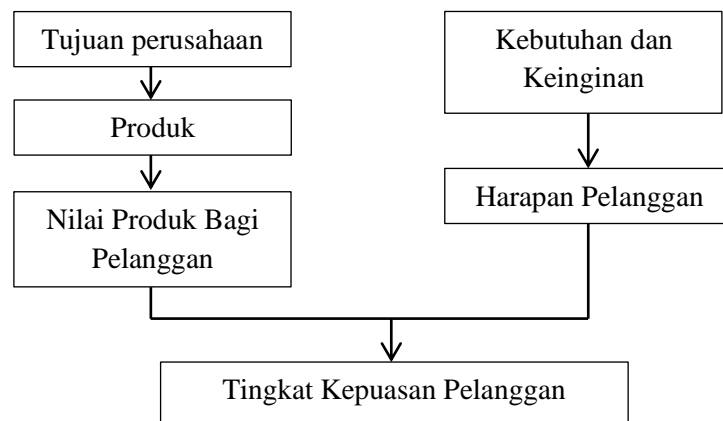 Tujuan perusahaan
Produk
Nilai Produk Bagi
Pelanggan
Kebutuhan dan
Keinginan
Harapan Pelanggan
Tingkat Kepuasan Pelanggan